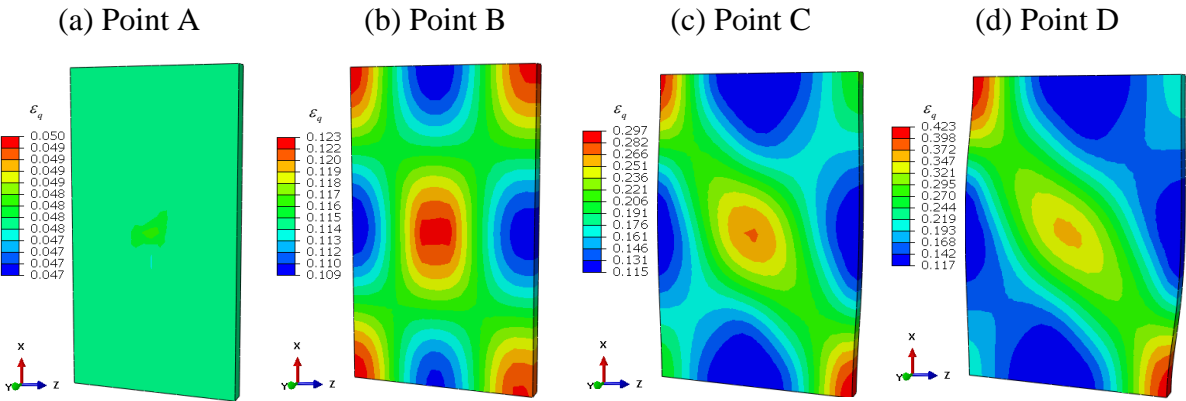 (a) Point A
(b) Point B
(c) Point C
(d) Point D
ε_q
0.050
0.049
0.049
0.049
0.049
0.048
0.048
0.048
0.048
0.047
0.047
0.047
0.047
X
Y
Z
ε_q
0.123
0.122
0.120
0.119
0.118
0.117
0.116
0.115
0.114
0.113
0.112
0.110
0.109
X
Y
Z
ε_q
0.297
0.282
0.266
0.251
0.236
0.221
0.206
0.191
0.176
0.161
0.146
0.131
0.115
X
Y
Z
ε_q
0.423
0.398
0.372
0.347
0.321
0.295
0.270
0.244
0.219
0.193
0.168
0.142
0.117
X
Y
Z